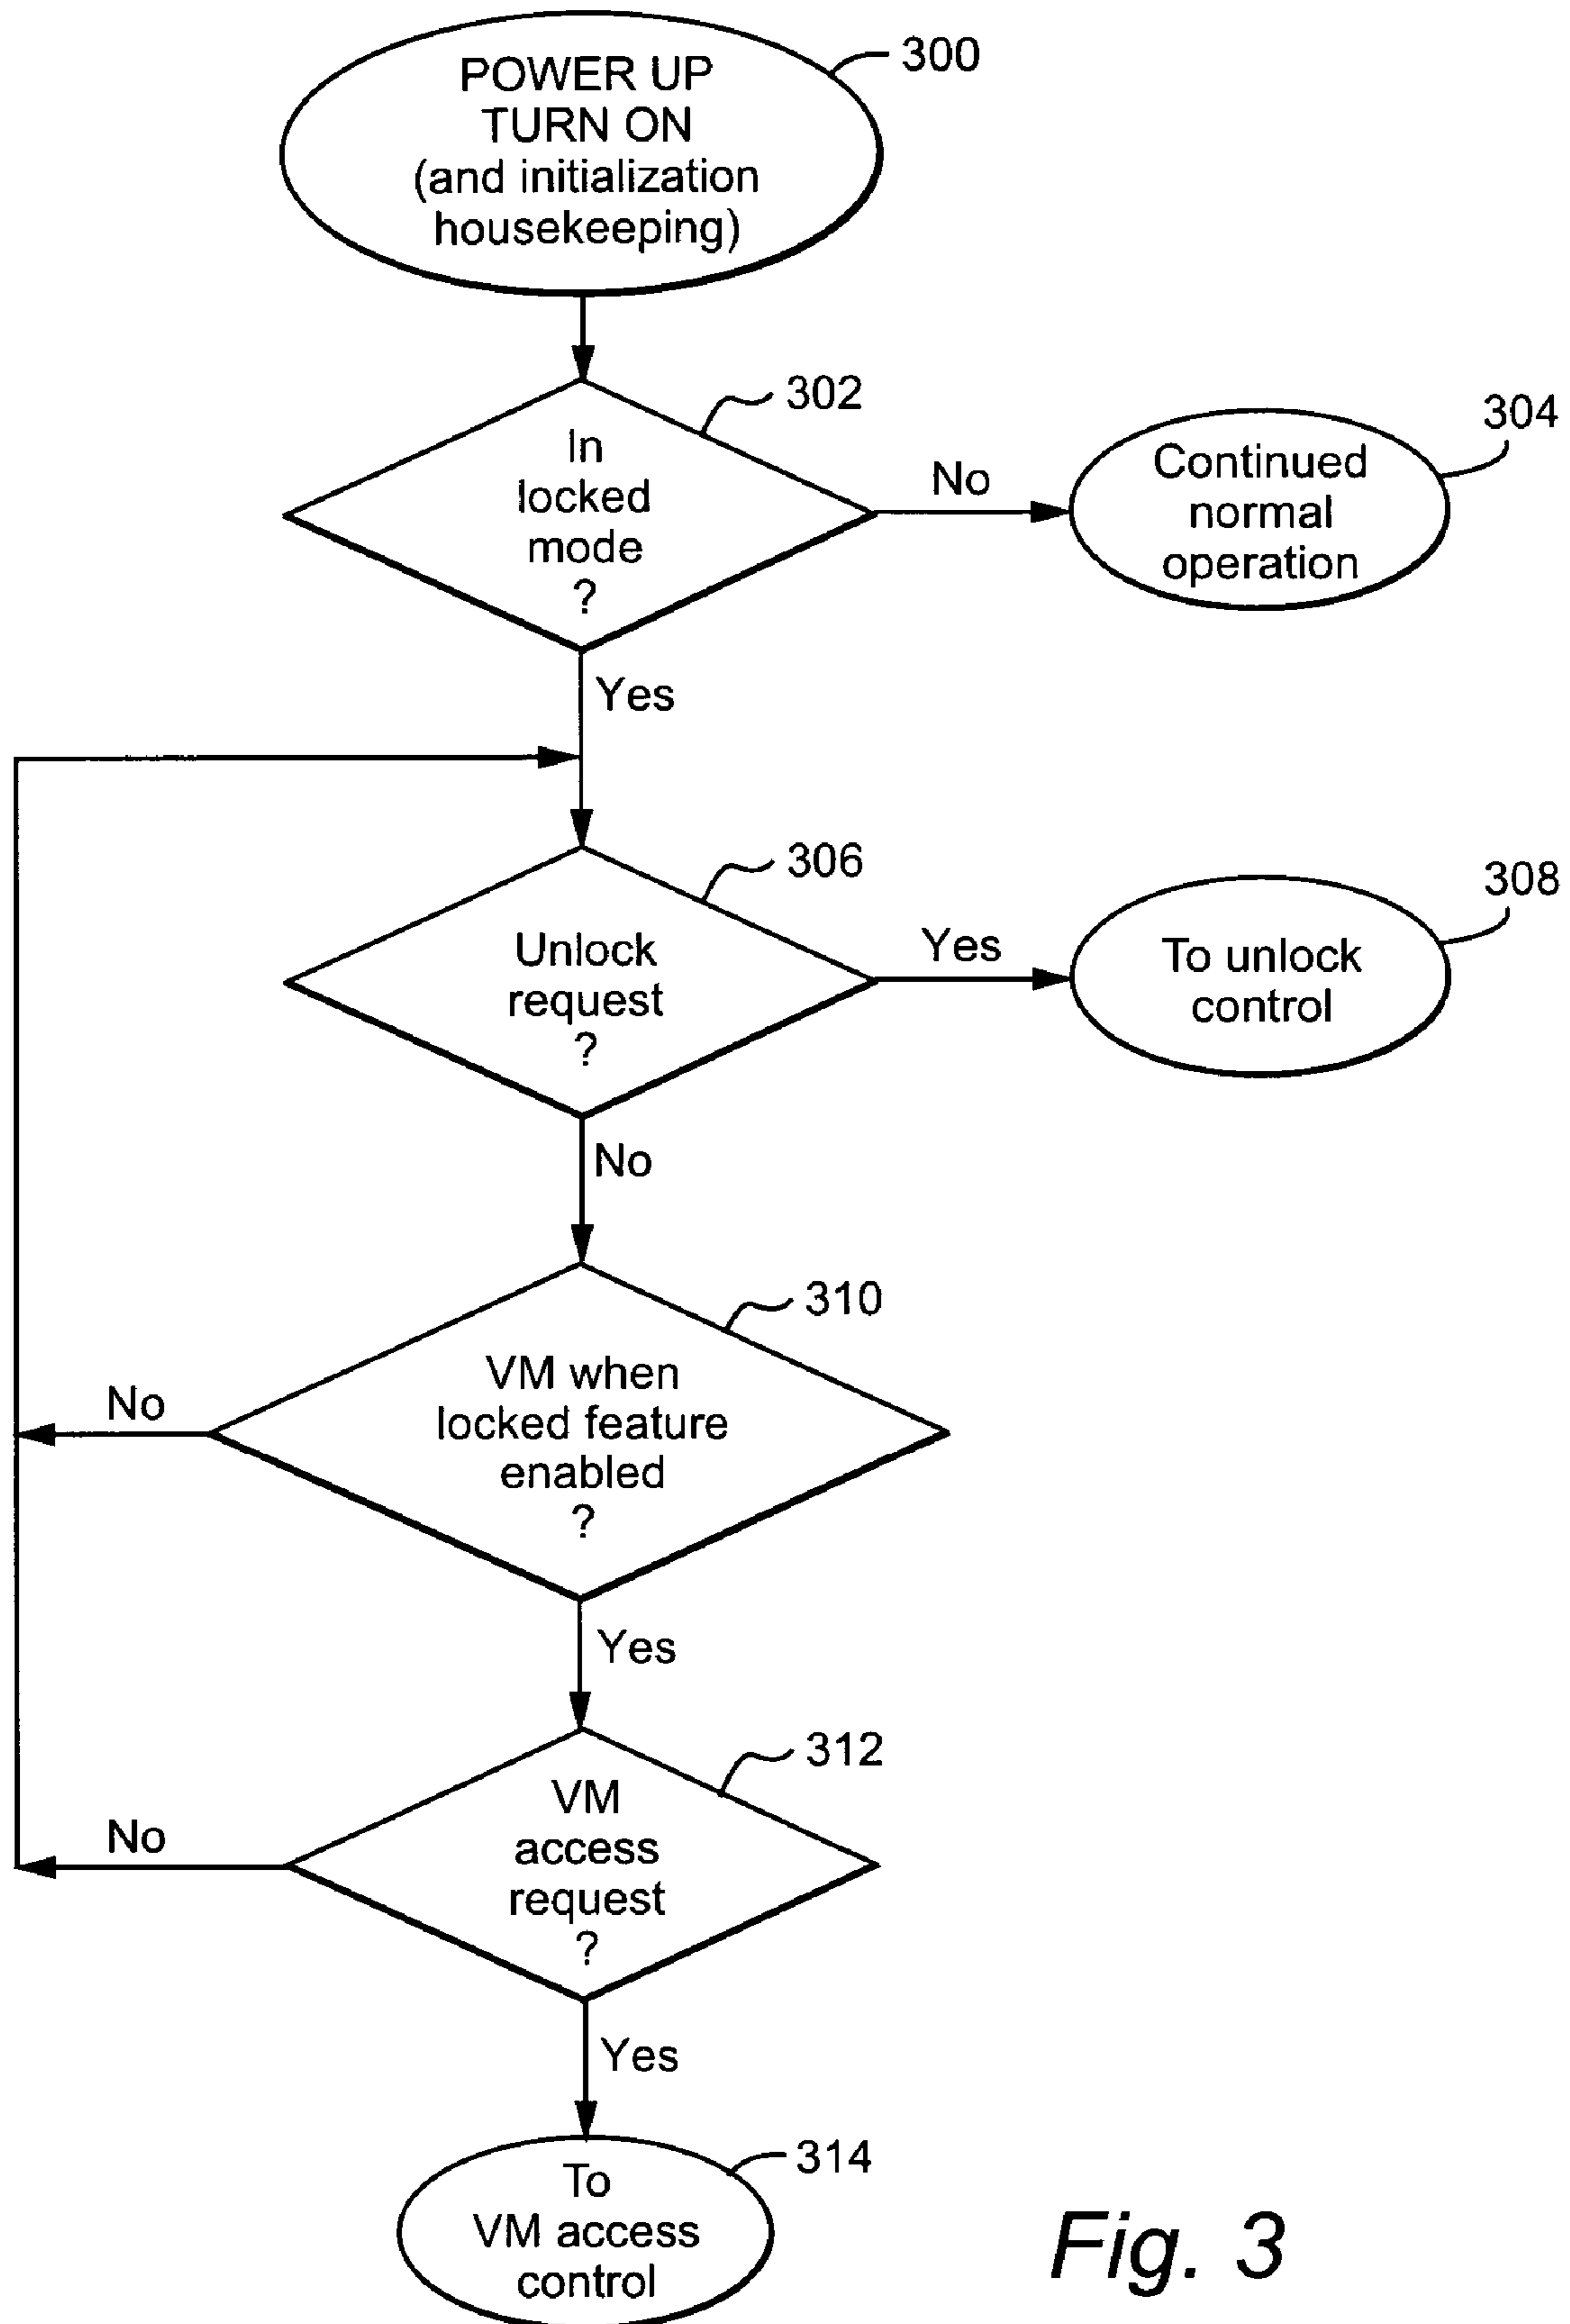 POWER UP
TURN ON
(and initialization
housekeeping)
300
302
In
locked
mode
?
No
304
Continued
normal
operation
Yes
306
Unlock
request
?
Yes
308
To unlock
control
No
310
VM when
locked feature
enabled
?
No
Yes
312
VM
access
request
?
No
Yes
314
To
VM access
control
Fig. 3